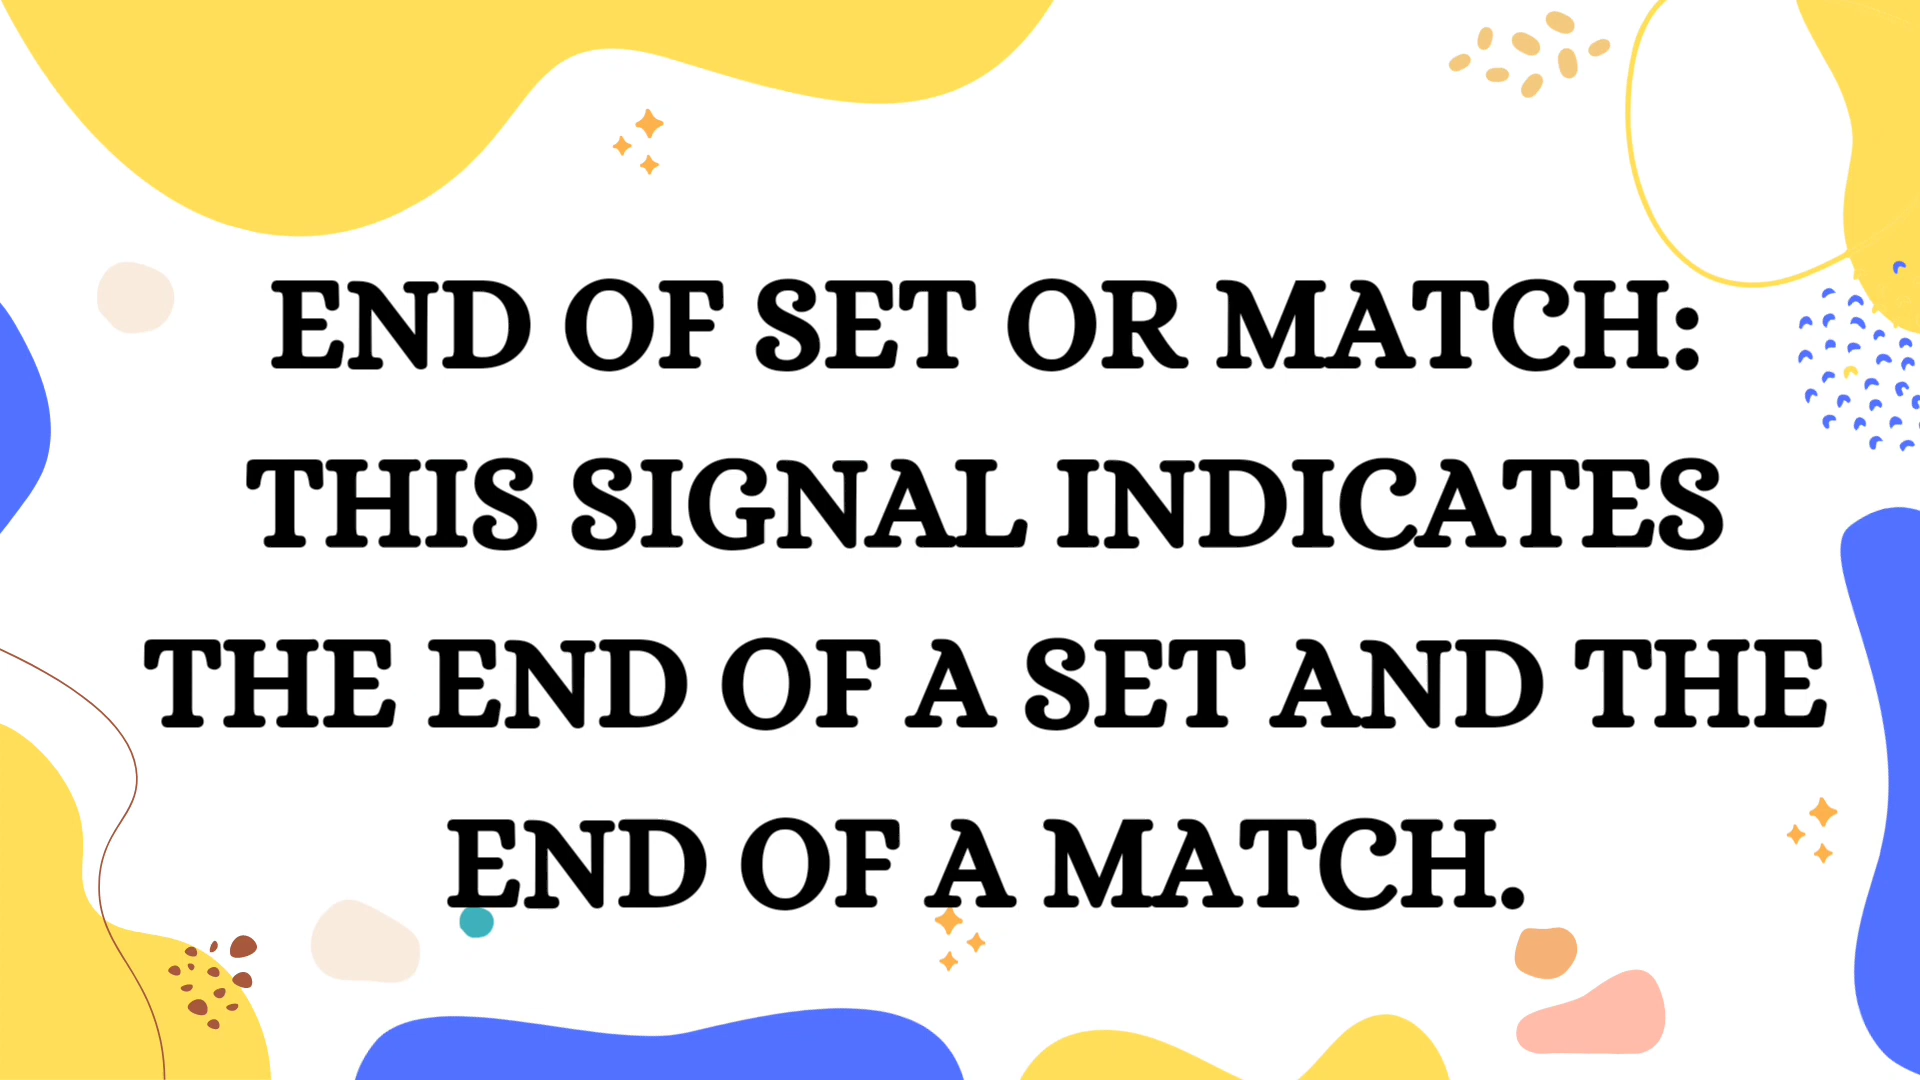 END OF SET OR MATCH:
THIS SIGNAL INDICATES
THE END OF A SET AND THE
END OF A MATCH.